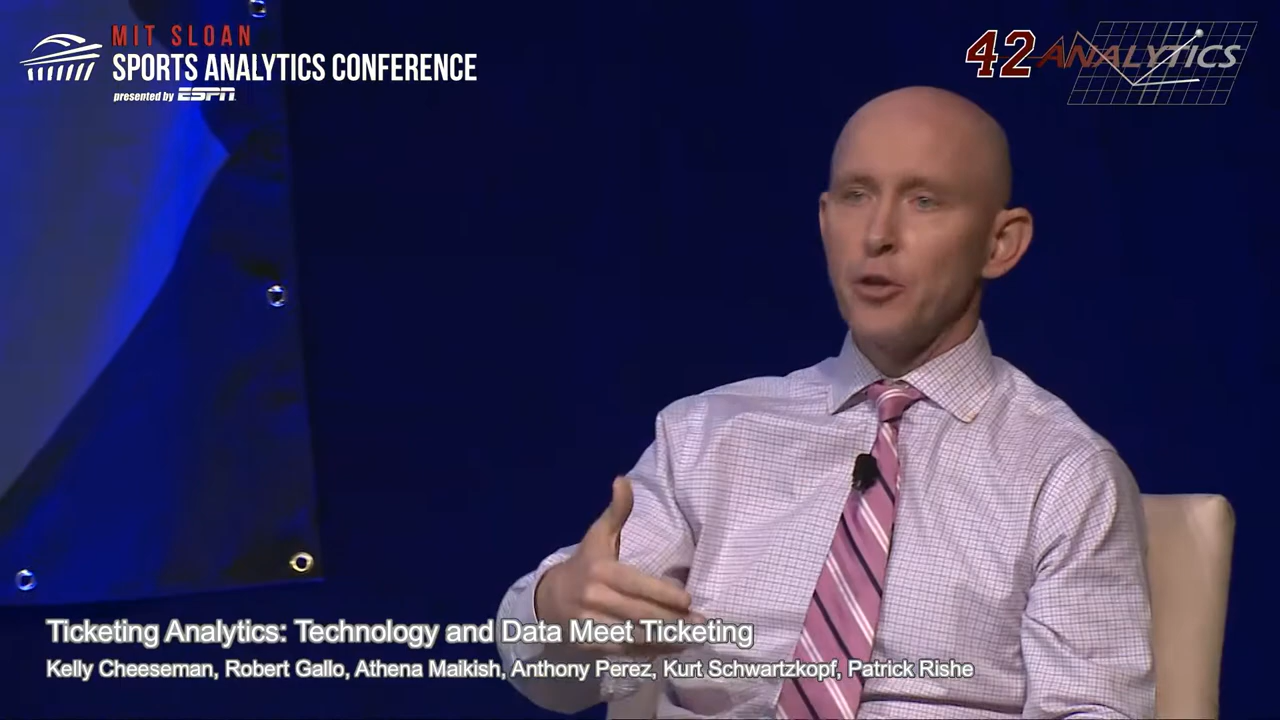 MIT SLOAN
SPORTS ANALYTICS CONFERENCE
presented by ESPN
42 ANALYTICS
Ticketing Analytics: Technology and Data Meet Ticketing
Kelly Cheeseman, Robert Gallo, Athena Maikish, Anthony Perez, Kurt Schwartzkopf, Patrick Rishe